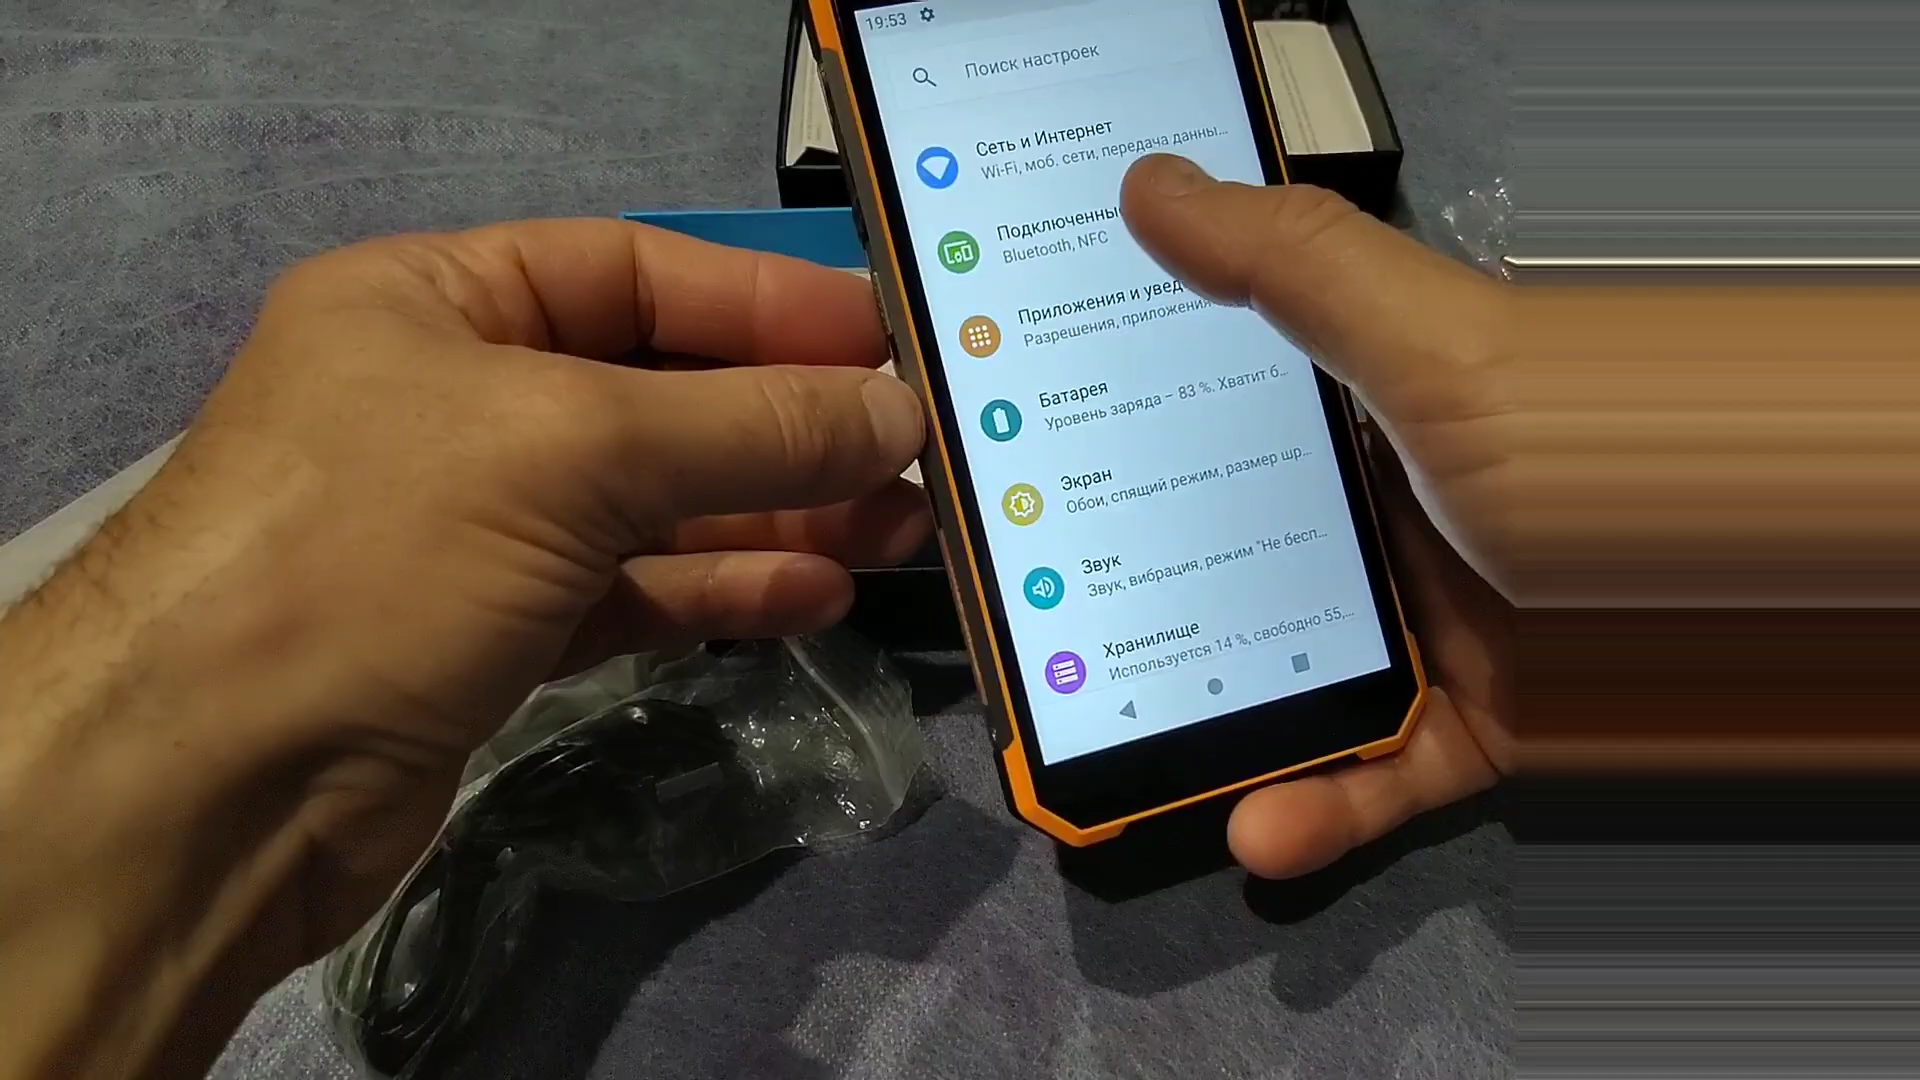 19:53
Поиск настроек
Сеть и Интернет
Wi-Fi, моб. сети, передача данны...
Подключенные
Bluetooth, NFC
Приложения и увед
Разрешения, приложения
Батарея
Уровень заряда – 83 %. Хватит б...
Экран
Обои, спящий режим, размер шр...
Звук
Звук, вибрация, режим "Не бесп...
Хранилище
Используется 14 %, свободно 55,...